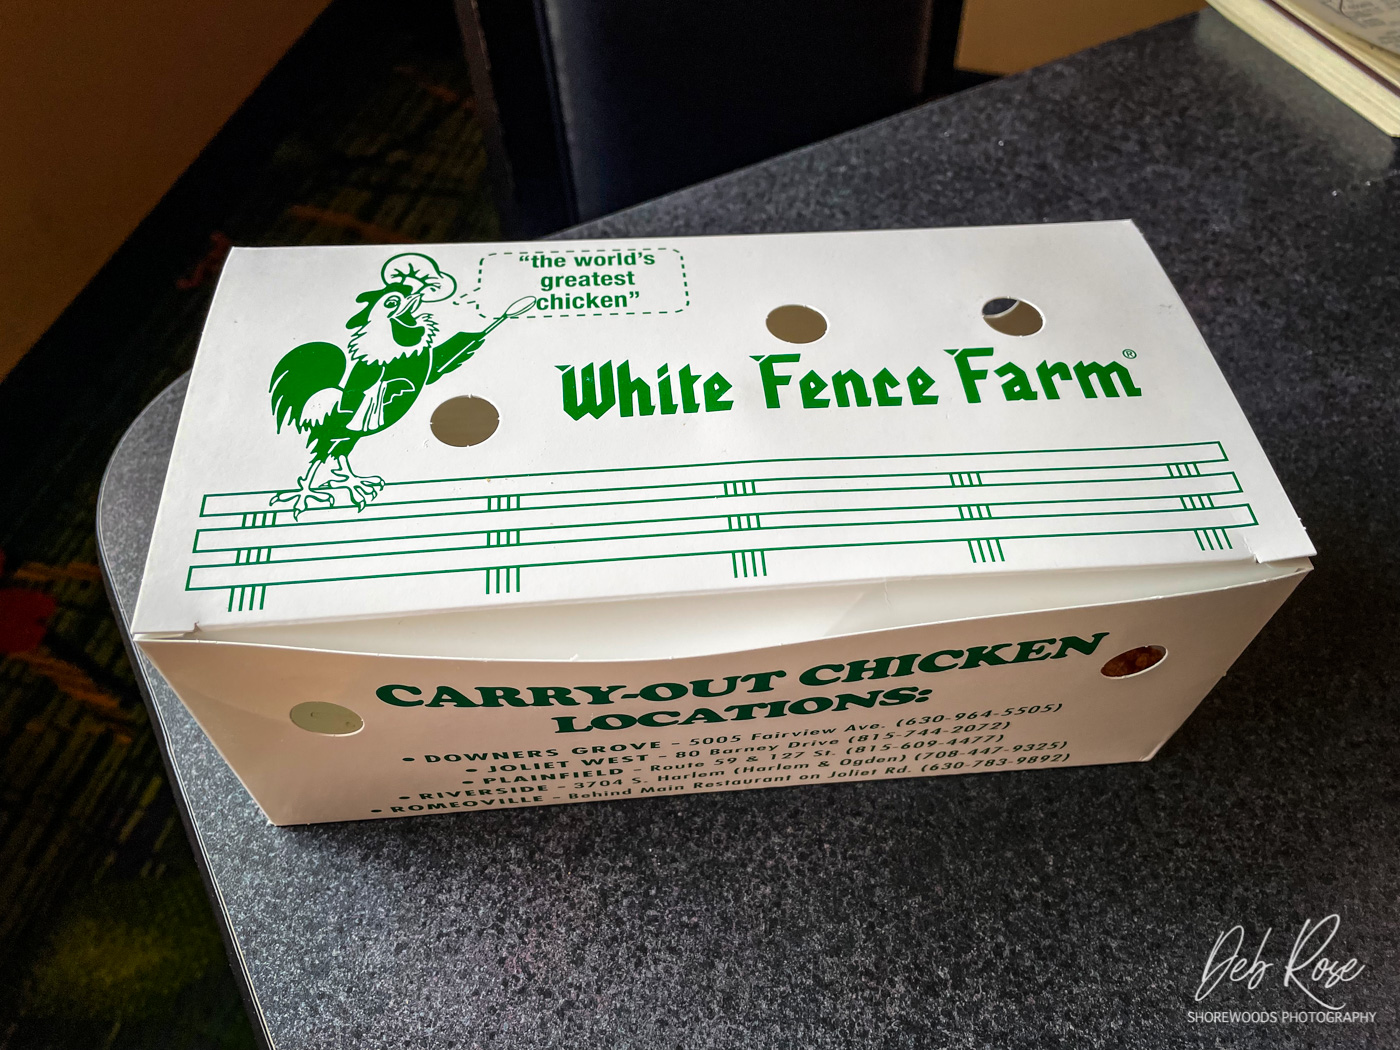 “the world’s
greatest
chicken”
White Fence Farm®
CARRY-OUT CHICKEN
LOCATIONS:
• DOWNERS GROVE – 5005 Fairview Ave. (630-964-5505)
• JOLIET WEST – 80 Barney Drive (815-744-2072)
• PLAINFIELD – Route 59 & 127 St. (815-609-4477)
• RIVERSIDE – 3704 S. Harlem (Harlem & Ogden) (708-447-9325)
• ROMEOVILLE – Behind Main Restaurant on Joliet Rd. (630-783-9892)
Deb Rose
SHOREWOODS PHOTOGRAPHY